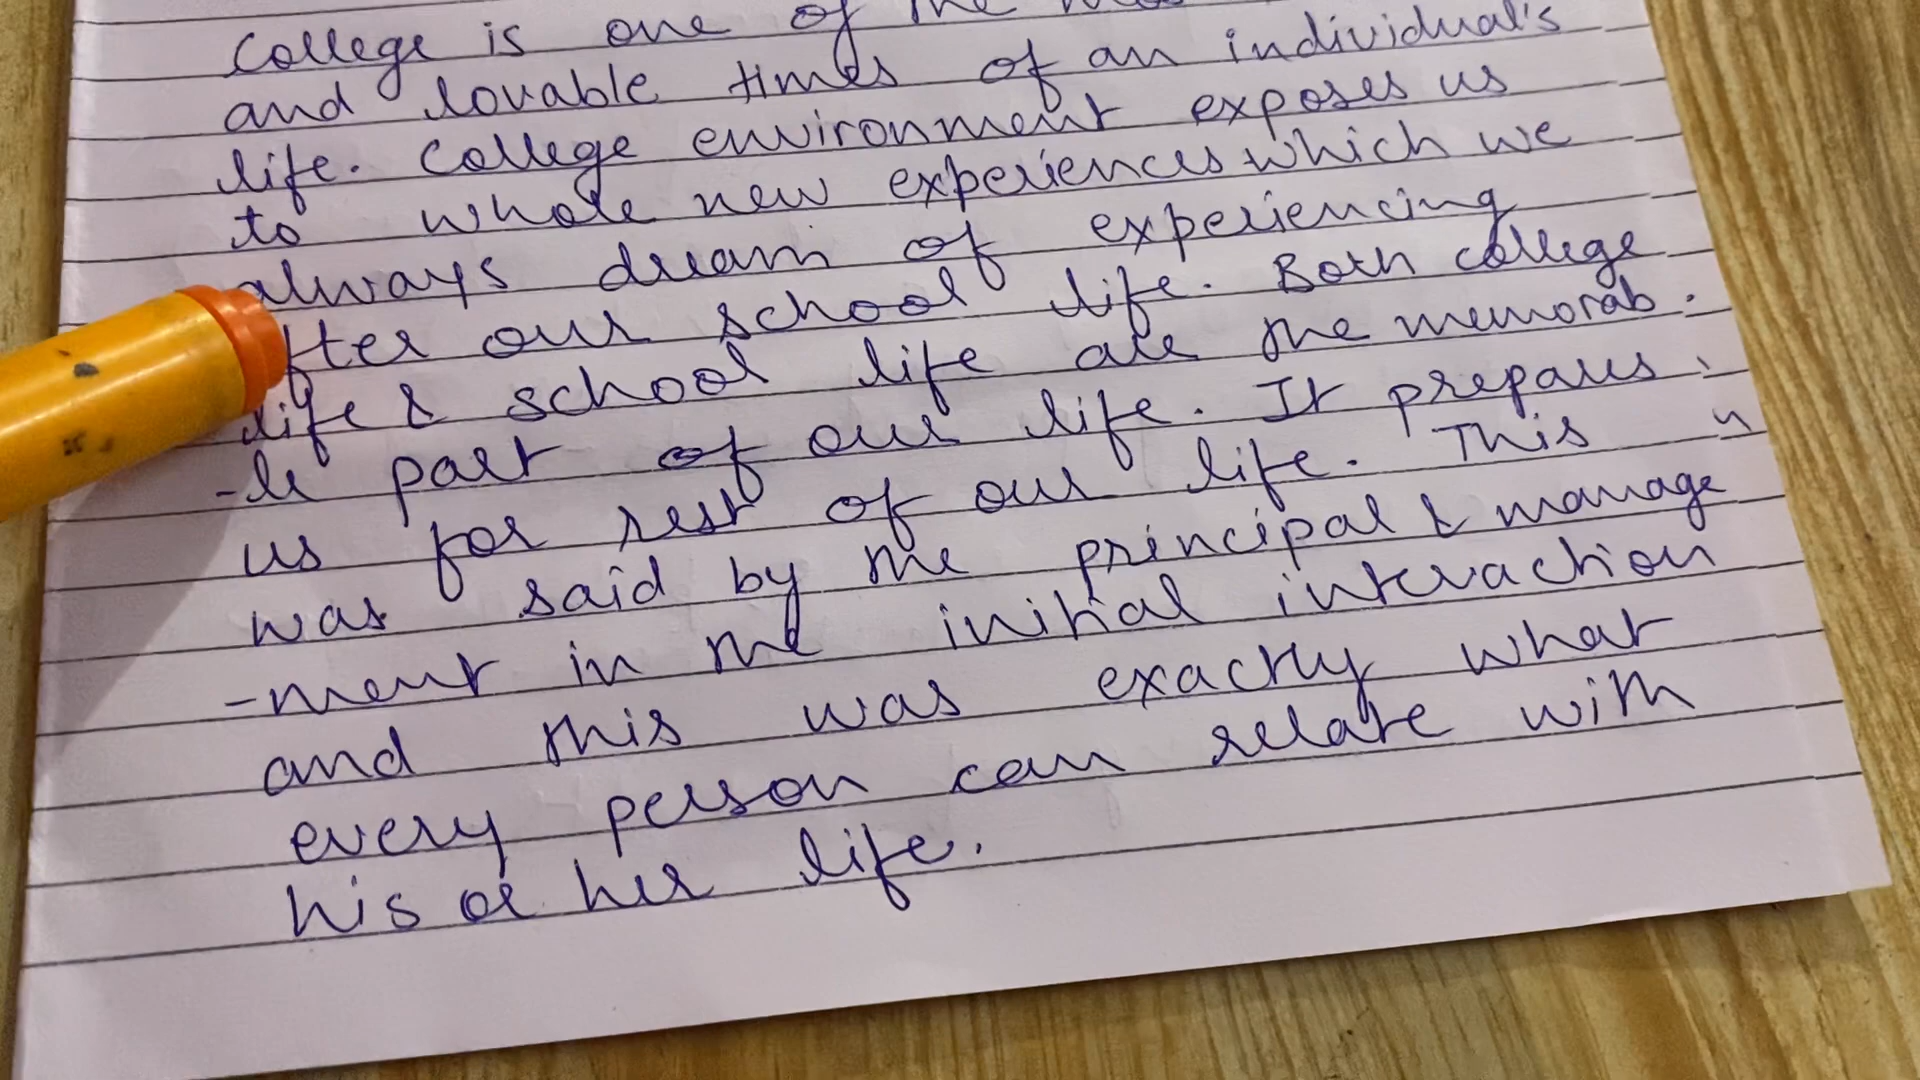 College is one of the
and lovable times of an individual's
life. College environment exposes us
to whole new experiences which we
always dream of experiencing
after our school life. Both college
life & school life are the memorab
-le part of our life. It prepares
us for rest of our life. This
was said by the principal & manage
-ment in the initial interaction
and this was exactly what
every person can relate with
his or her life.